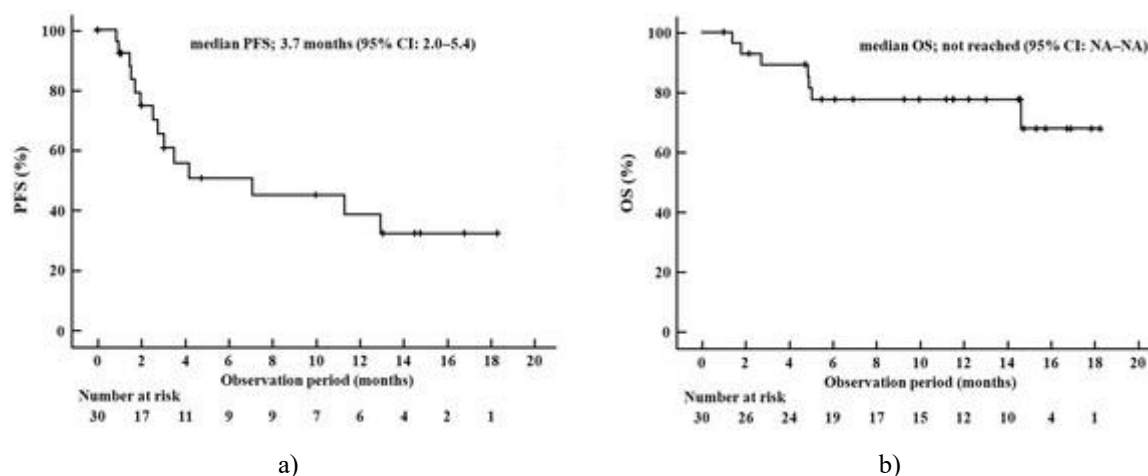 median PFS; 3.7 months (95% CI: 2.0–5.4)
PFS (%)
100
80
60
40
20
0
0 2 4 6 8 10 12 14 16 18 20
Observation period (months)
Number at risk
30 17 11 9 9 7 6 4 2 1
a)
median OS; not reached (95% CI: NA–NA)
OS (%)
100
80
60
40
20
0
0 2 4 6 8 10 12 14 16 18 20
Observation period (months)
Number at risk
30 26 24 19 17 15 12 10 4 1
b)